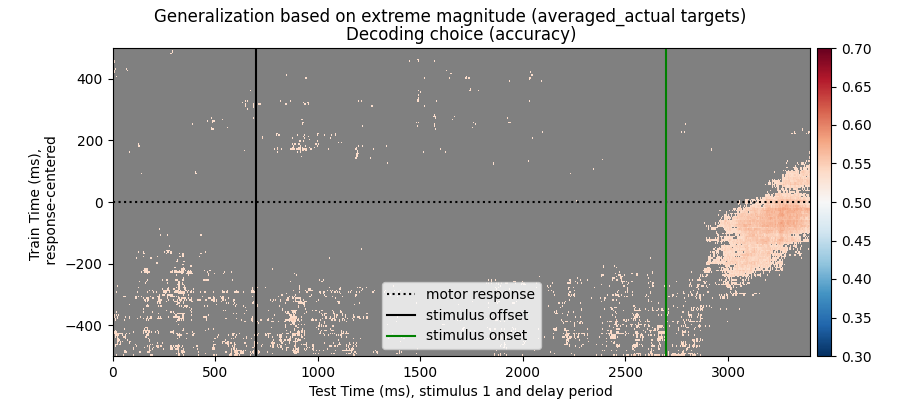 Generalization based on extreme magnitude (averaged_actual targets)
Decoding choice (accuracy)
Train Time (ms),
response-centered
400
200
0
−200
−400
motor response
stimulus offset
stimulus onset
0
500
1000
1500
2000
2500
3000
Test Time (ms), stimulus 1 and delay period
0.70
0.65
0.60
0.55
0.50
0.45
0.40
0.35
0.30